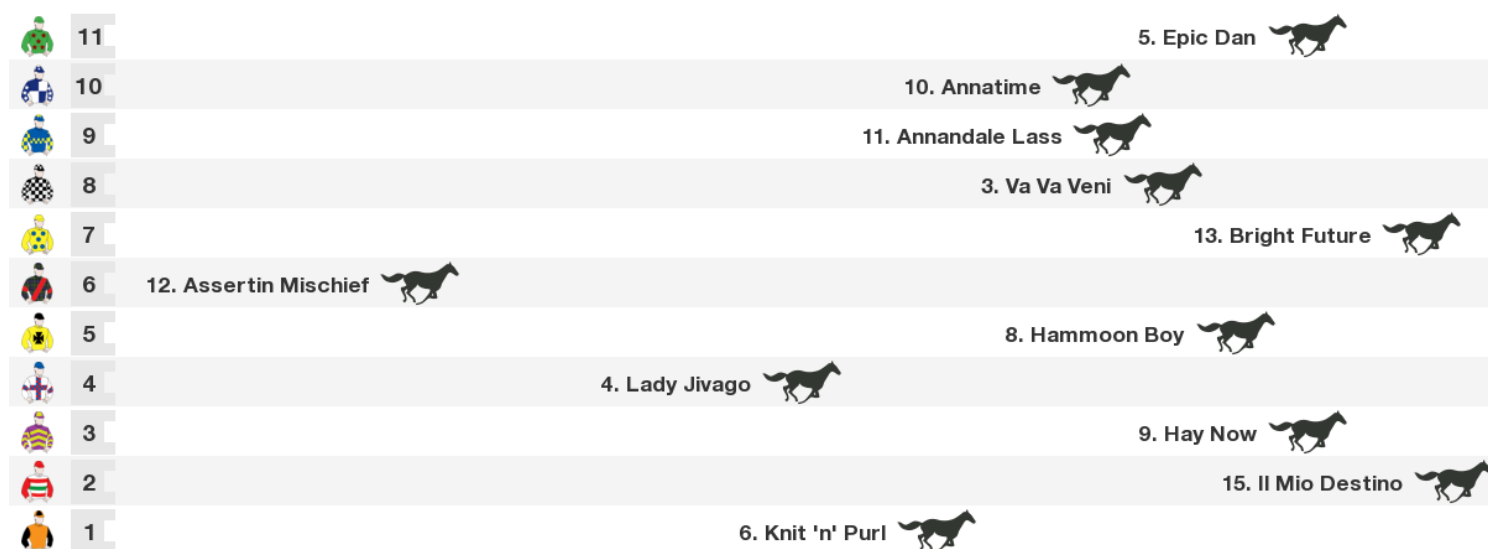 11 5. Epic Dan
10 10. Annatime
9 11. Annandale Lass
8 3. Va Va Veni
7 13. Bright Future
6 12. Assertin Mischief
5 8. Hammoon Boy
4 4. Lady Jivago
3 9. Hay Now
2 15. Il Mio Destino
1 6. Knit 'n' Purl